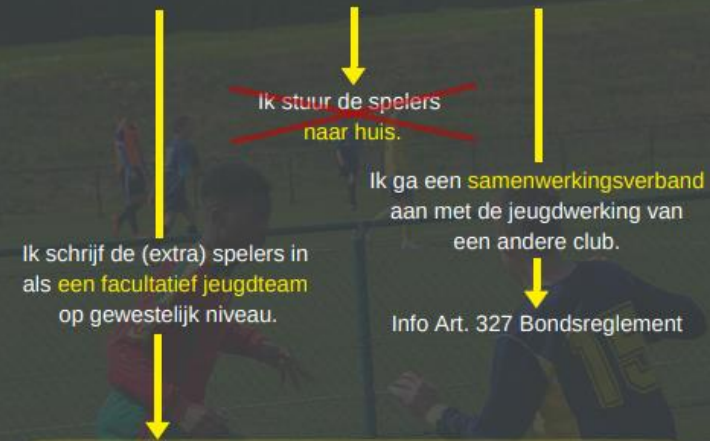 Ik stuur de spelers
naar huis.
Ik ga een samenwerkingsverband
aan met de jeugdwerking van
een andere club.
Ik schrijf de (extra) spelers in
als een facultatief jeugdteam
op gewestelijk niveau.
Info Art. 327 Bondsreglement
15